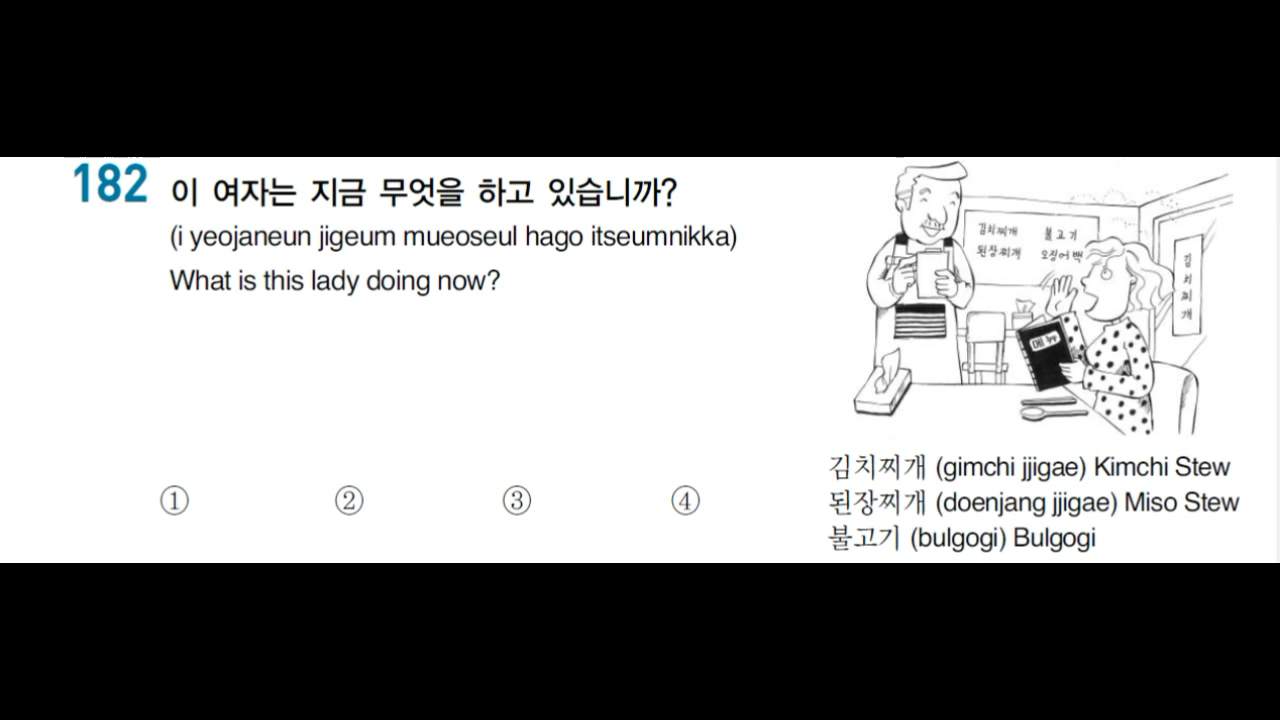 182 이 여자는 지금 무엇을 하고 있습니까?
(i yeojaneun jigeum mueoseul hago itseumnikka)
What is this lady doing now?
김치찌개 불고기
된장찌개 오징어백
김치찌개
메뉴
① ② ③ ④
김치찌개 (gimchi jjigae) Kimchi Stew
된장찌개 (doenjang jjigae) Miso Stew
불고기 (bulgogi) Bulgogi